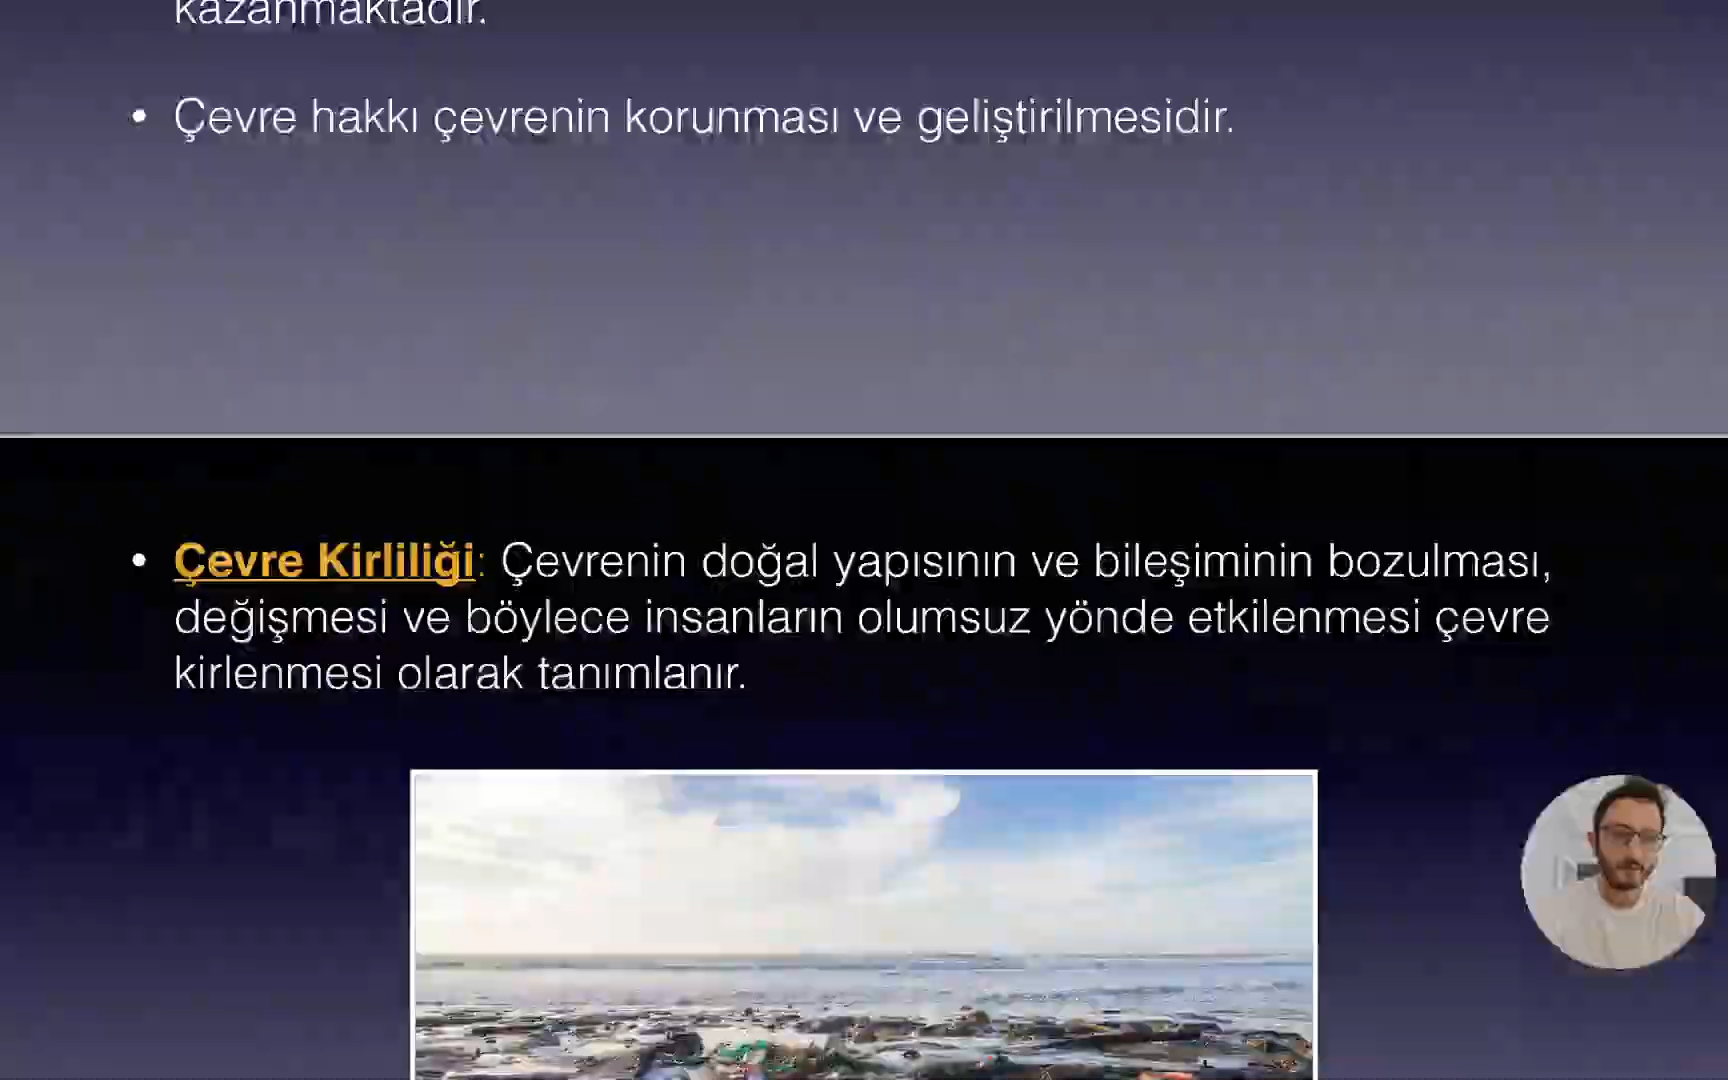 kazanmaktadır.
• Çevre hakkı çevrenin korunması ve geliştirilmesidir.
• Çevre Kirliliği: Çevrenin doğal yapısının ve bileşiminin bozulması,
değişmesi ve böylece insanların olumsuz yönde etkilenmesi çevre
kirlenmesi olarak tanımlanır.